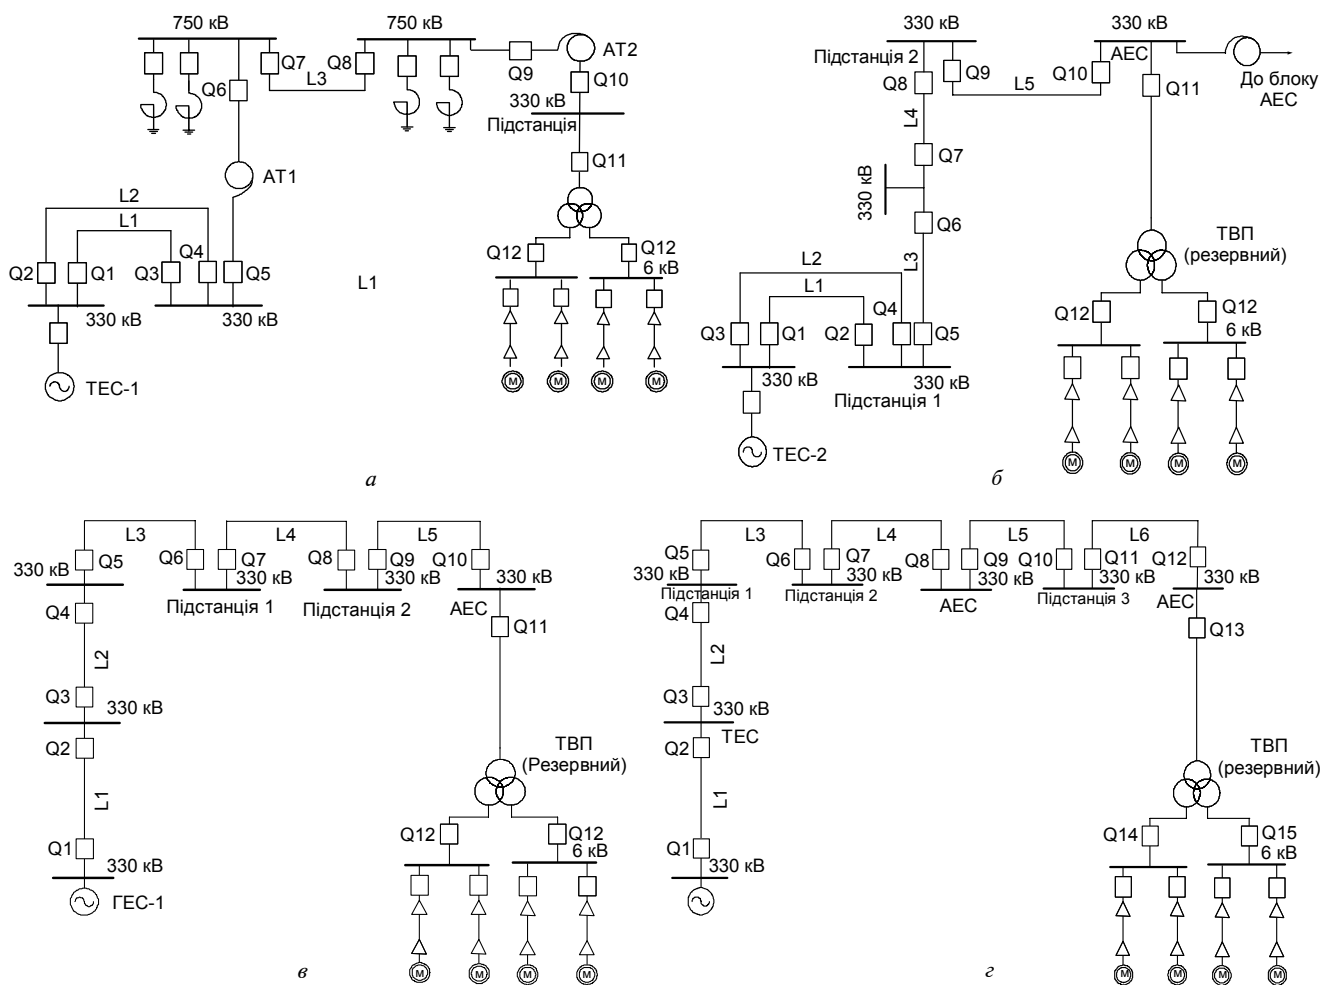 750 кВ
750 кВ
AT2
Q7
Q8
L3
Q6
Q9
Q10
330 кВ
Підстанція
Q11
AT1
L2
L1
Q2
Q1
Q3
Q4
Q5
330 кВ
330 кВ
L1
Q12
Q12
6 кВ
ТЕС-1
M
M
M
M
а
330 кВ
330 кВ
Підстанція 2
АЕС
Q8
Q9
Q10
Q11
L5
До блоку
АЕС
L4
Q7
330 кВ
Q6
L3
ТВП
(резервний)
L2
L1
Q3
Q1
Q2
Q4
Q5
Q12
Q12
6 кВ
330 кВ
330 кВ
Підстанція 1
ТЕС-2
M
M
M
M
б
L3
L4
L5
Q5
Q6
Q7
Q8
Q9
Q10
330 кВ
330 кВ
330 кВ
330 кВ
Підстанція 1
Підстанція 2
АЕС
Q4
Q11
L2
Q3
330 кВ
Q2
ТВП
(Резервний)
L1
Q1
Q12
Q12
6 кВ
330 кВ
ГЕС-1
M
M
M
M
в
L3
L4
L5
L6
Q5
Q6
Q7
Q8
Q9
Q10
Q11
Q12
330 кВ
330 кВ
330 кВ
330 кВ
330 кВ
Підстанція 1
Підстанція 2
АЕС
Підстанція 3
АЕС
Q4
Q13
L2
Q3
330 кВ
ТЕС
Q2
ТВП
(резервний)
L1
Q1
Q14
Q15
6 кВ
330 кВ
M
M
M
M
г